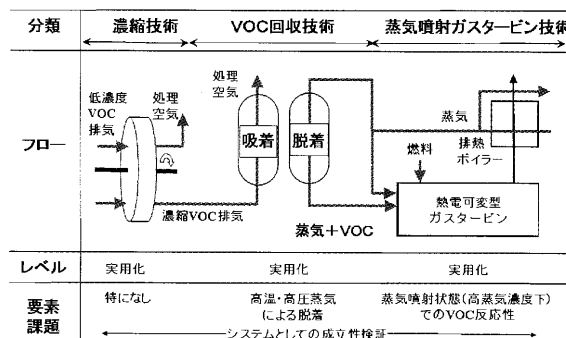 分類 濃縮技術 VOC回収技術 蒸気噴射ガスタービン技術
フロー
低濃度
VOC
排気
処理
空気
濃縮VOC排気
処理
空気
吸着
脱着
蒸気+VOC
蒸気
燃料
排熱
ボイラー
熱電可変型
ガスタービン
レベル 実用化 実用化 実用化
要素
課題
特になし
高温・高圧蒸気
による脱着
蒸気噴射状態(高蒸気濃度下)
でのVOC反応性
システムとしての成立性検証